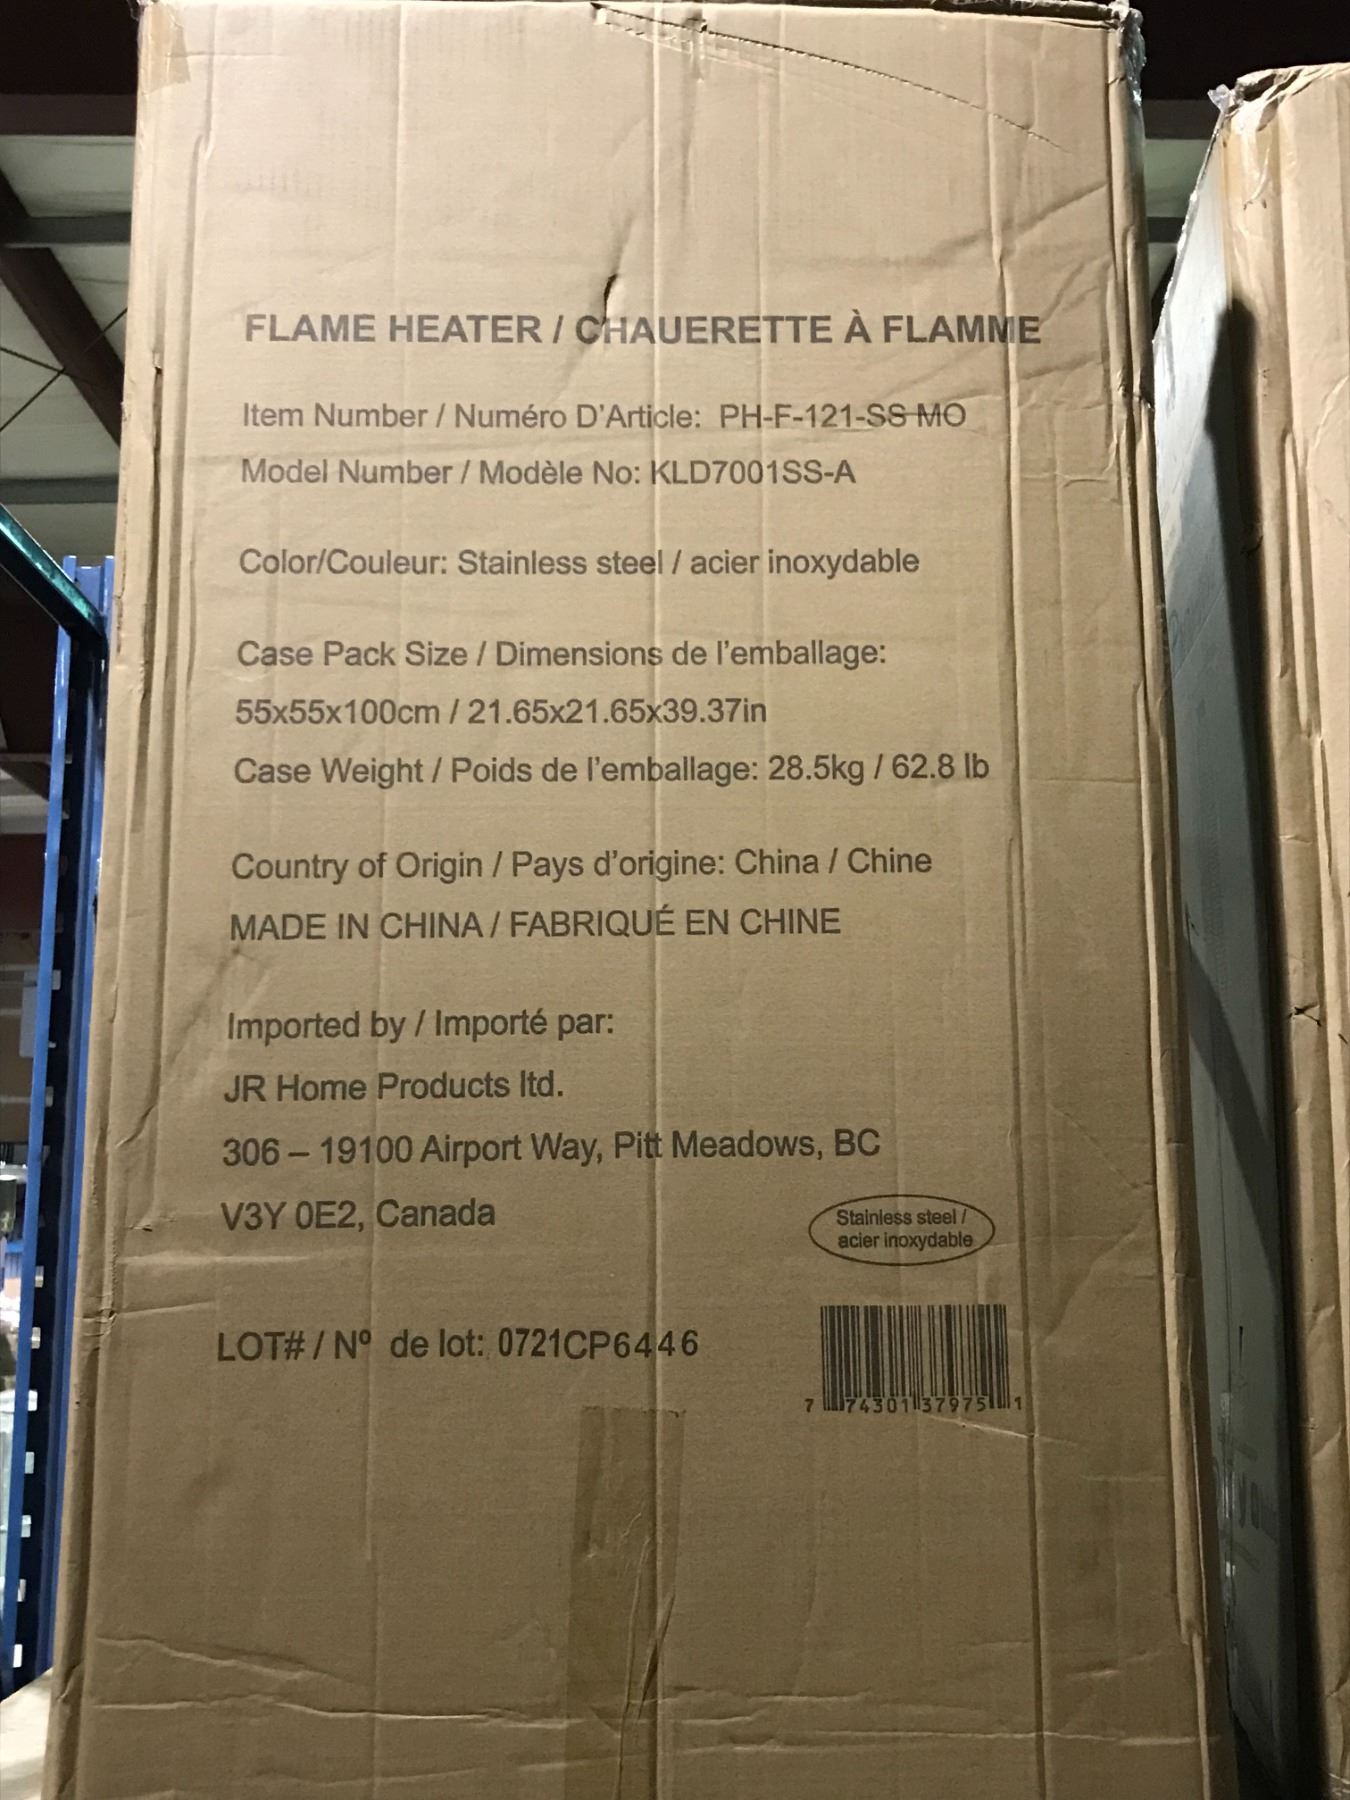 FLAME HEATER / CHAUERETTE À FLAMME
Item Number / Numéro D'Article: PH-F-121-SS MO
Model Number / Modèle No: KLD7001SS-A
Color/Couleur: Stainless steel / acier inoxydable
Case Pack Size / Dimensions de l'emballage:
55x55x100cm / 21.65x21.65x39.37in
Case Weight / Poids de l'emballage: 28.5kg / 62.8 lb
Country of Origin / Pays d'origine: China / Chine
MADE IN CHINA / FABRIQUÉ EN CHINE
Imported by / Importé par:
JR Home Products ltd.
306 – 19100 Airport Way, Pitt Meadows, BC
V3Y 0E2, Canada
Stainless steel /
acier inoxydable
LOT# / Nº de lot: 0721CP6446
7 74301 37975 1